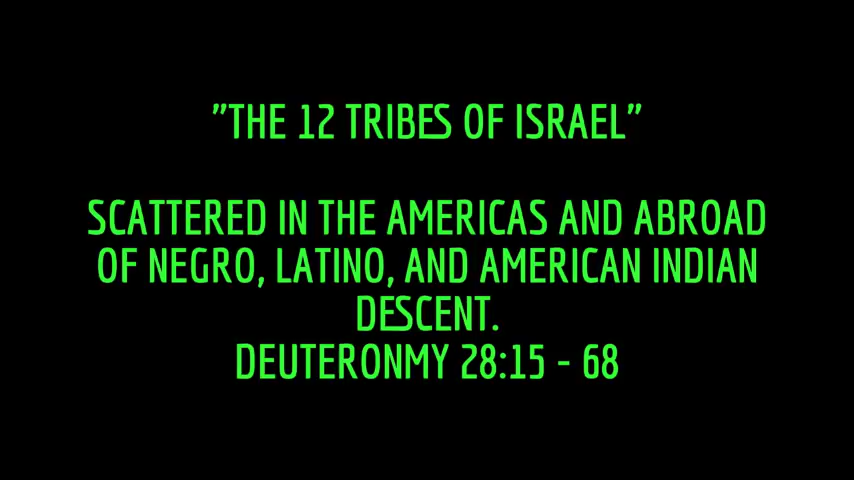 "THE 12 TRIBES OF ISRAEL"
SCATTERED IN THE AMERICAS AND ABROAD
OF NEGRO, LATINO, AND AMERICAN INDIAN
DESCENT.
DEUTERONMY 28:15 - 68